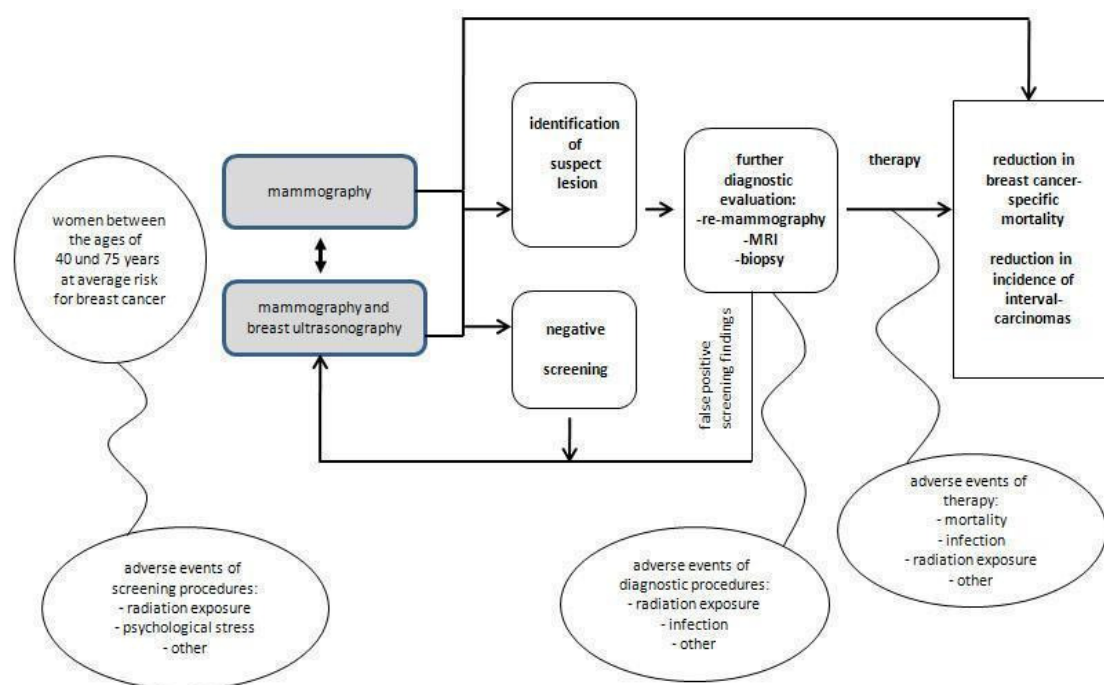 women between
the ages of
40 und 75 years
at average risk
for breast cancer
mammography
mammography and
breast ultrasonography
identification
of
suspect
lesion
negative
screening
further
diagnostic
evaluation:
-re-mammography
-MRI
-biopsy
false positive
screening findings
therapy
reduction in
breast cancer-
specific
mortality
reduction in
incidence of
interval-
carcinomas
adverse events of
screening procedures:
- radiation exposure
- psychological stress
- other
adverse events of
diagnostic procedures:
- radiation exposure
- infection
- other
adverse events of
therapy:
- mortality
- infection
- radiation exposure
- other